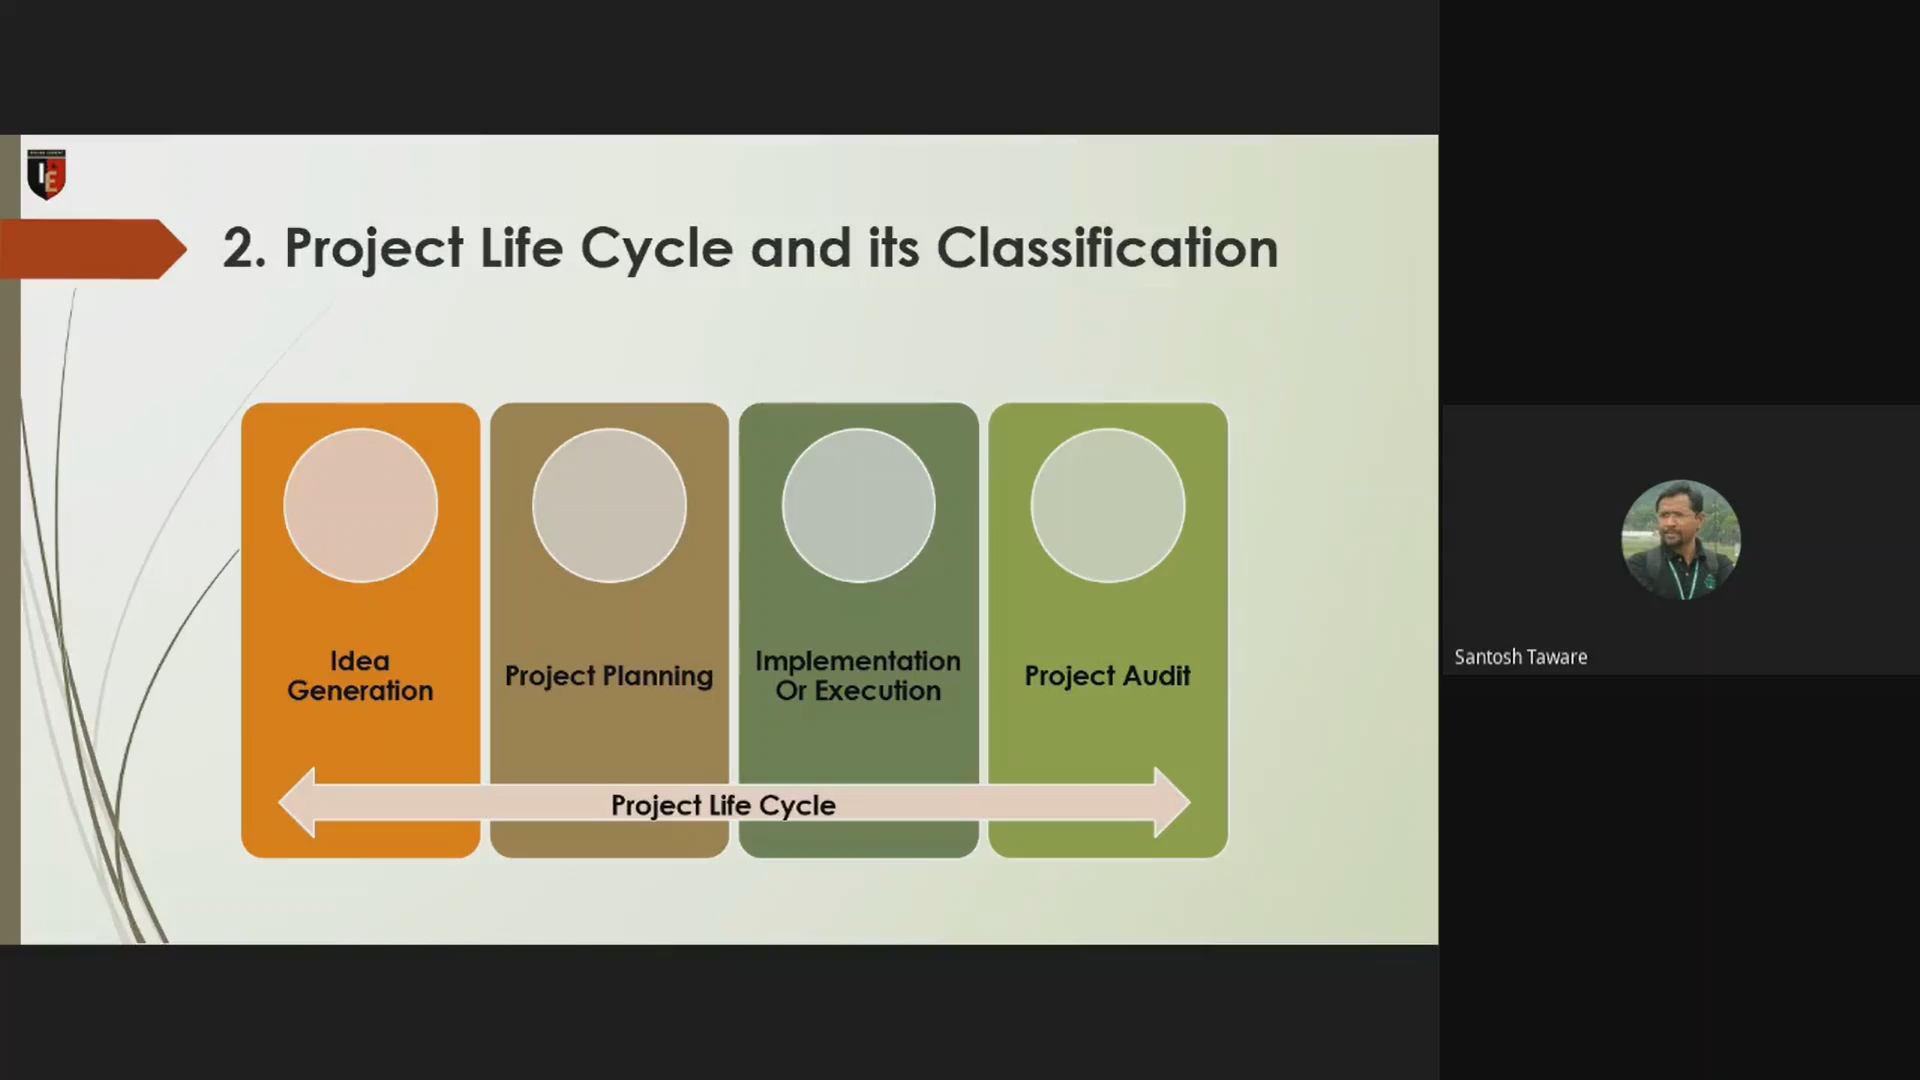 IE
2. Project Life Cycle and its Classification
Idea
Generation
Project Planning
Implementation
Or Execution
Project Audit
Project Life Cycle
Santosh Taware